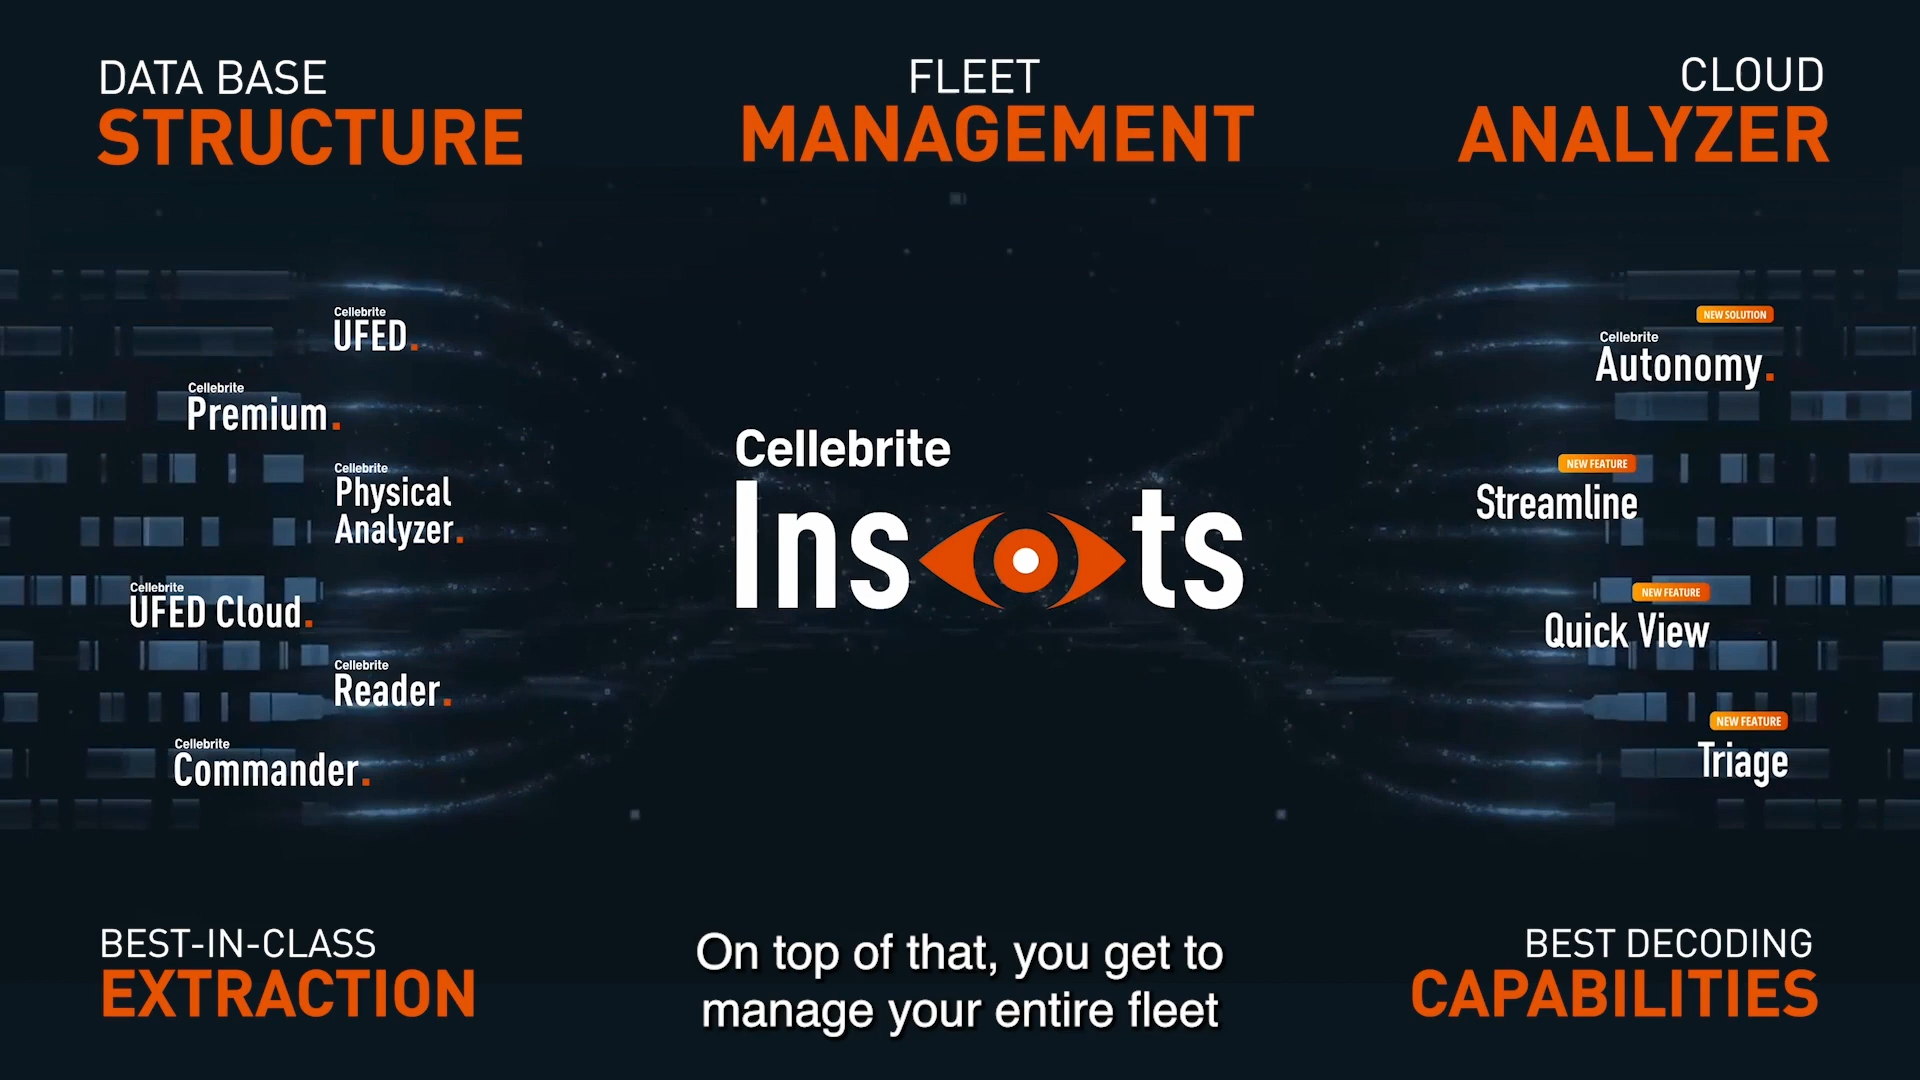 DATA BASE
STRUCTURE
FLEET
MANAGEMENT
CLOUD
ANALYZER
Cellebrite
UFED.
Cellebrite
Premium.
Cellebrite
Physical
Analyzer.
Cellebrite
UFED Cloud.
Cellebrite
Reader.
Cellebrite
Commander.
Cellebrite
Ins ts
NEW SOLUTION
Cellebrite
Autonomy.
NEW FEATURE
Streamline
NEW FEATURE
Quick View
NEW FEATURE
Triage
BEST-IN-CLASS
EXTRACTION
On top of that, you get to
manage your entire fleet
BEST DECODING
CAPABILITIES